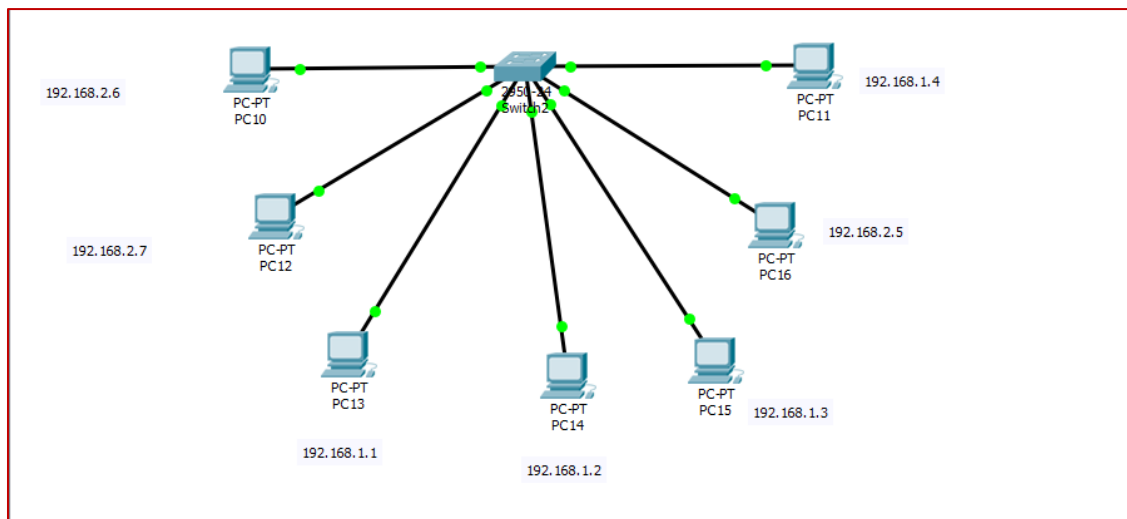 192.168.2.6
PC-PT
PC10
2950-24
Switch2
PC-PT
PC11
192.168.1.4
192.168.2.7
PC-PT
PC12
PC-PT
PC16
192.168.2.5
PC-PT
PC13
192.168.1.1
PC-PT
PC14
192.168.1.2
PC-PT
PC15
192.168.1.3